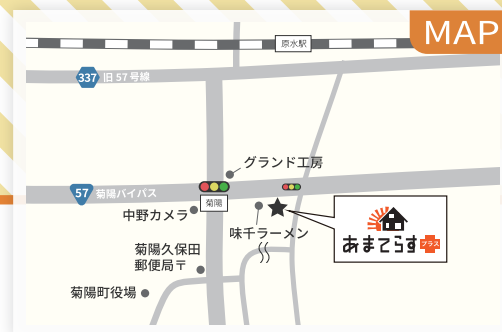 MAP
原水駅
337 旧57号線
グランド工房
57 菊陽バイパス
菊陽
中野カメラ
味千ラーメン
あまてらす プラス
菊陽久保田
郵便局〒
菊陽町役場